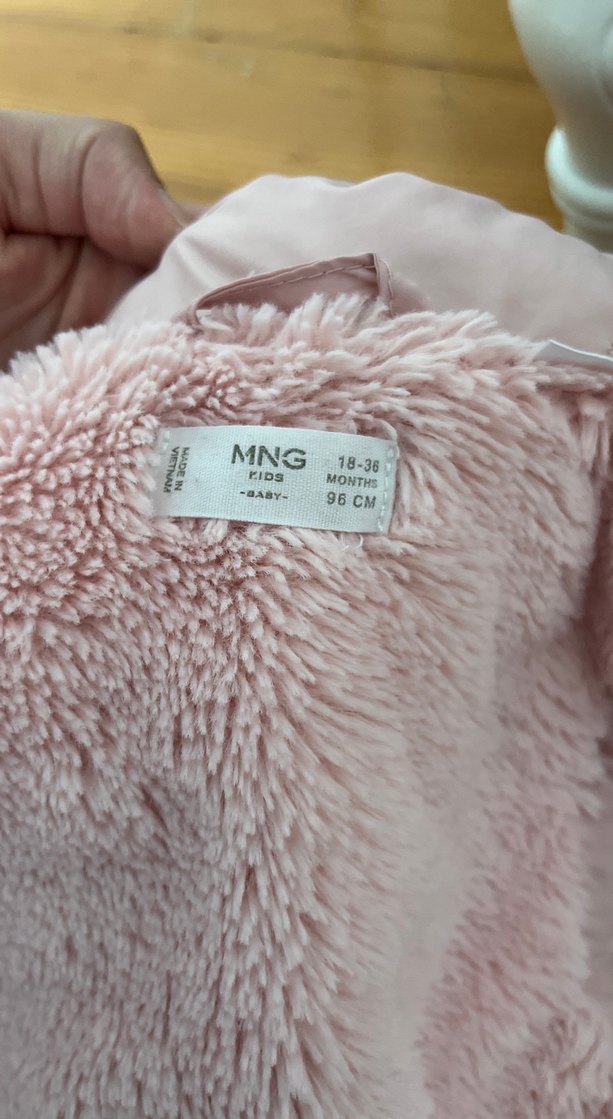 MADE IN
VIETNAM
MNG
KIDS
-BABY-
18-36
MONTHS
96 CM